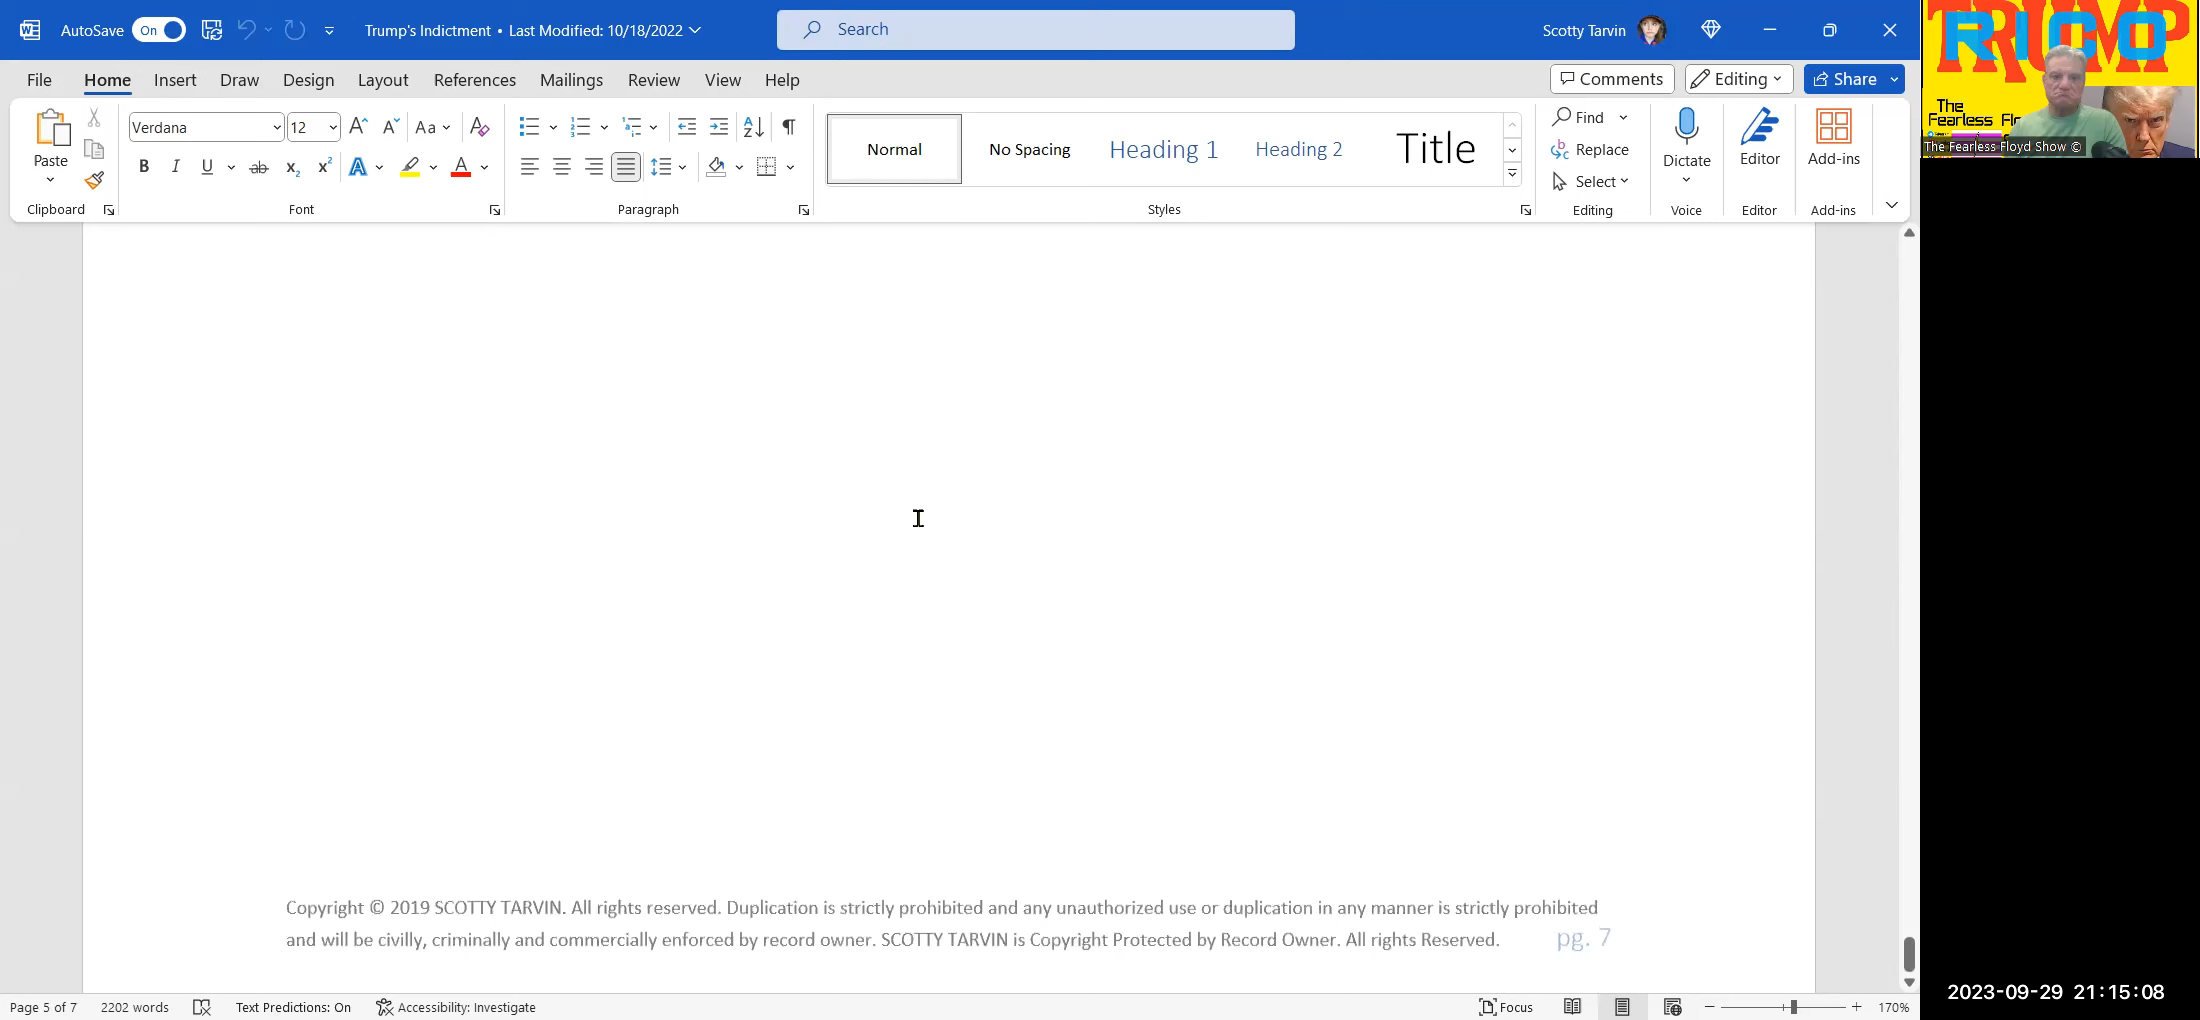 AutoSave On Trump's Indictment • Last Modified: 10/18/2022 Search Scotty Tarvin
File Home Insert Draw Design Layout References Mailings Review View Help Comments Editing Share
Paste
Clipboard
Verdana 12 Aa
B I U ab x₂ x² A A
Font
Paragraph
Normal No Spacing Heading 1 Heading 2 Title
Styles
Find
Replace
Select
Editing
Dictate
Voice
Editor
Editor
Add-ins
Add-ins
TRUMP
RICO
The
Fearless Flo
The Fearless Floyd Show ©
Copyright © 2019 SCOTTY TARVIN. All rights reserved. Duplication is strictly prohibited and any unauthorized use or duplication in any manner is strictly prohibited
and will be civilly, criminally and commercially enforced by record owner. SCOTTY TARVIN is Copyright Protected by Record Owner. All rights Reserved. pg. 7
Page 5 of 7 2202 words Text Predictions: On Accessibility: Investigate Focus 170%
2023-09-29 21:15:08